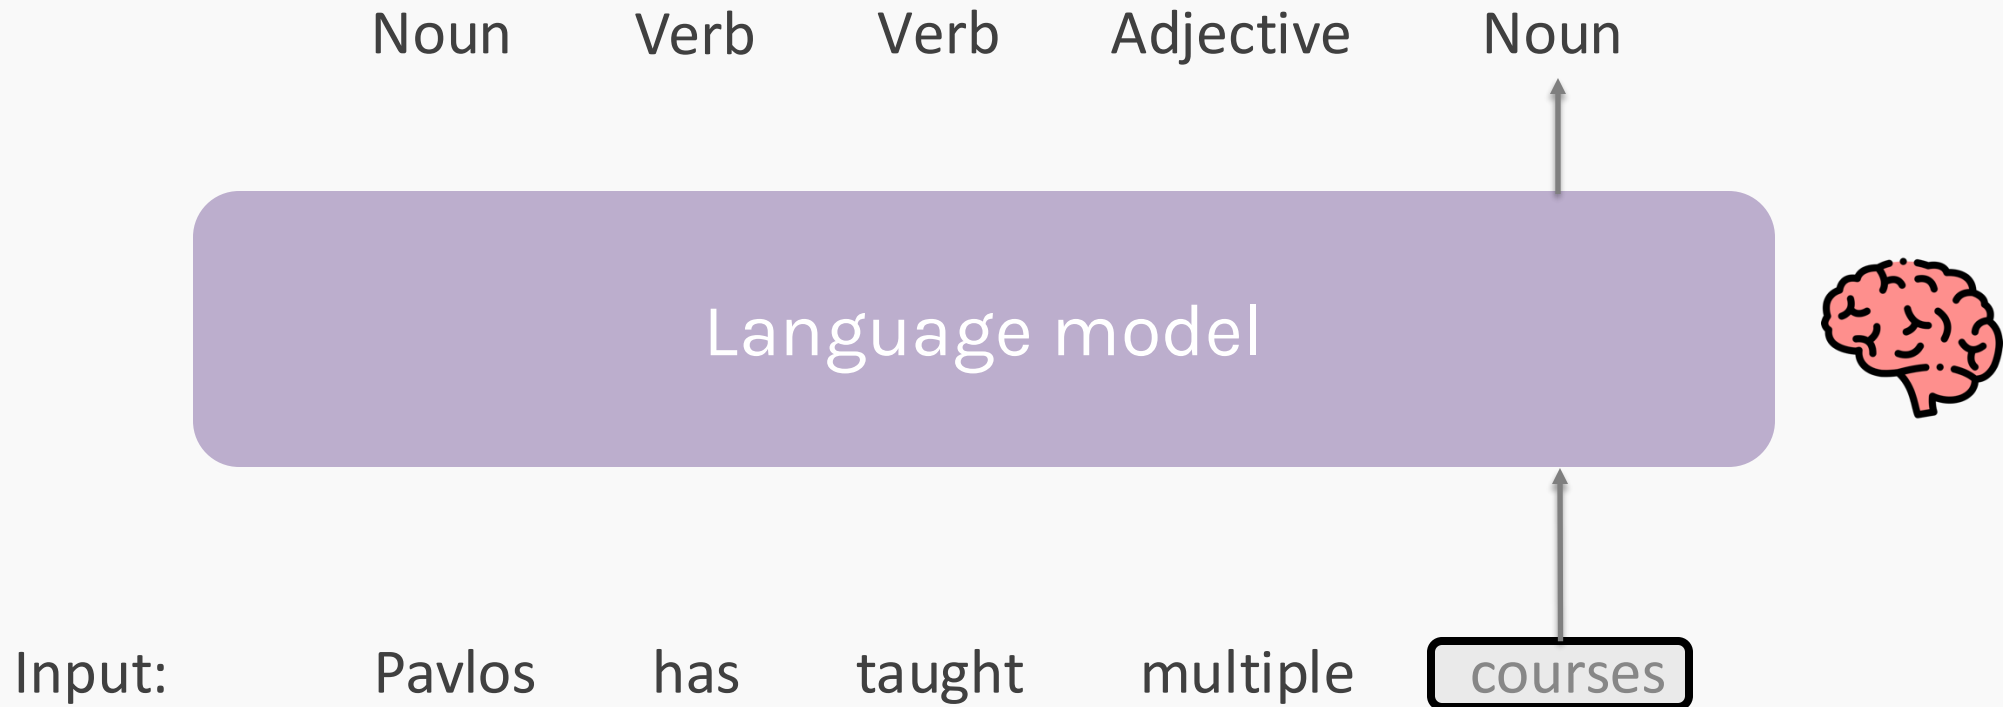 Noun Verb Verb Adjective Noun
Language model
Input: Pavlos has taught multiple courses